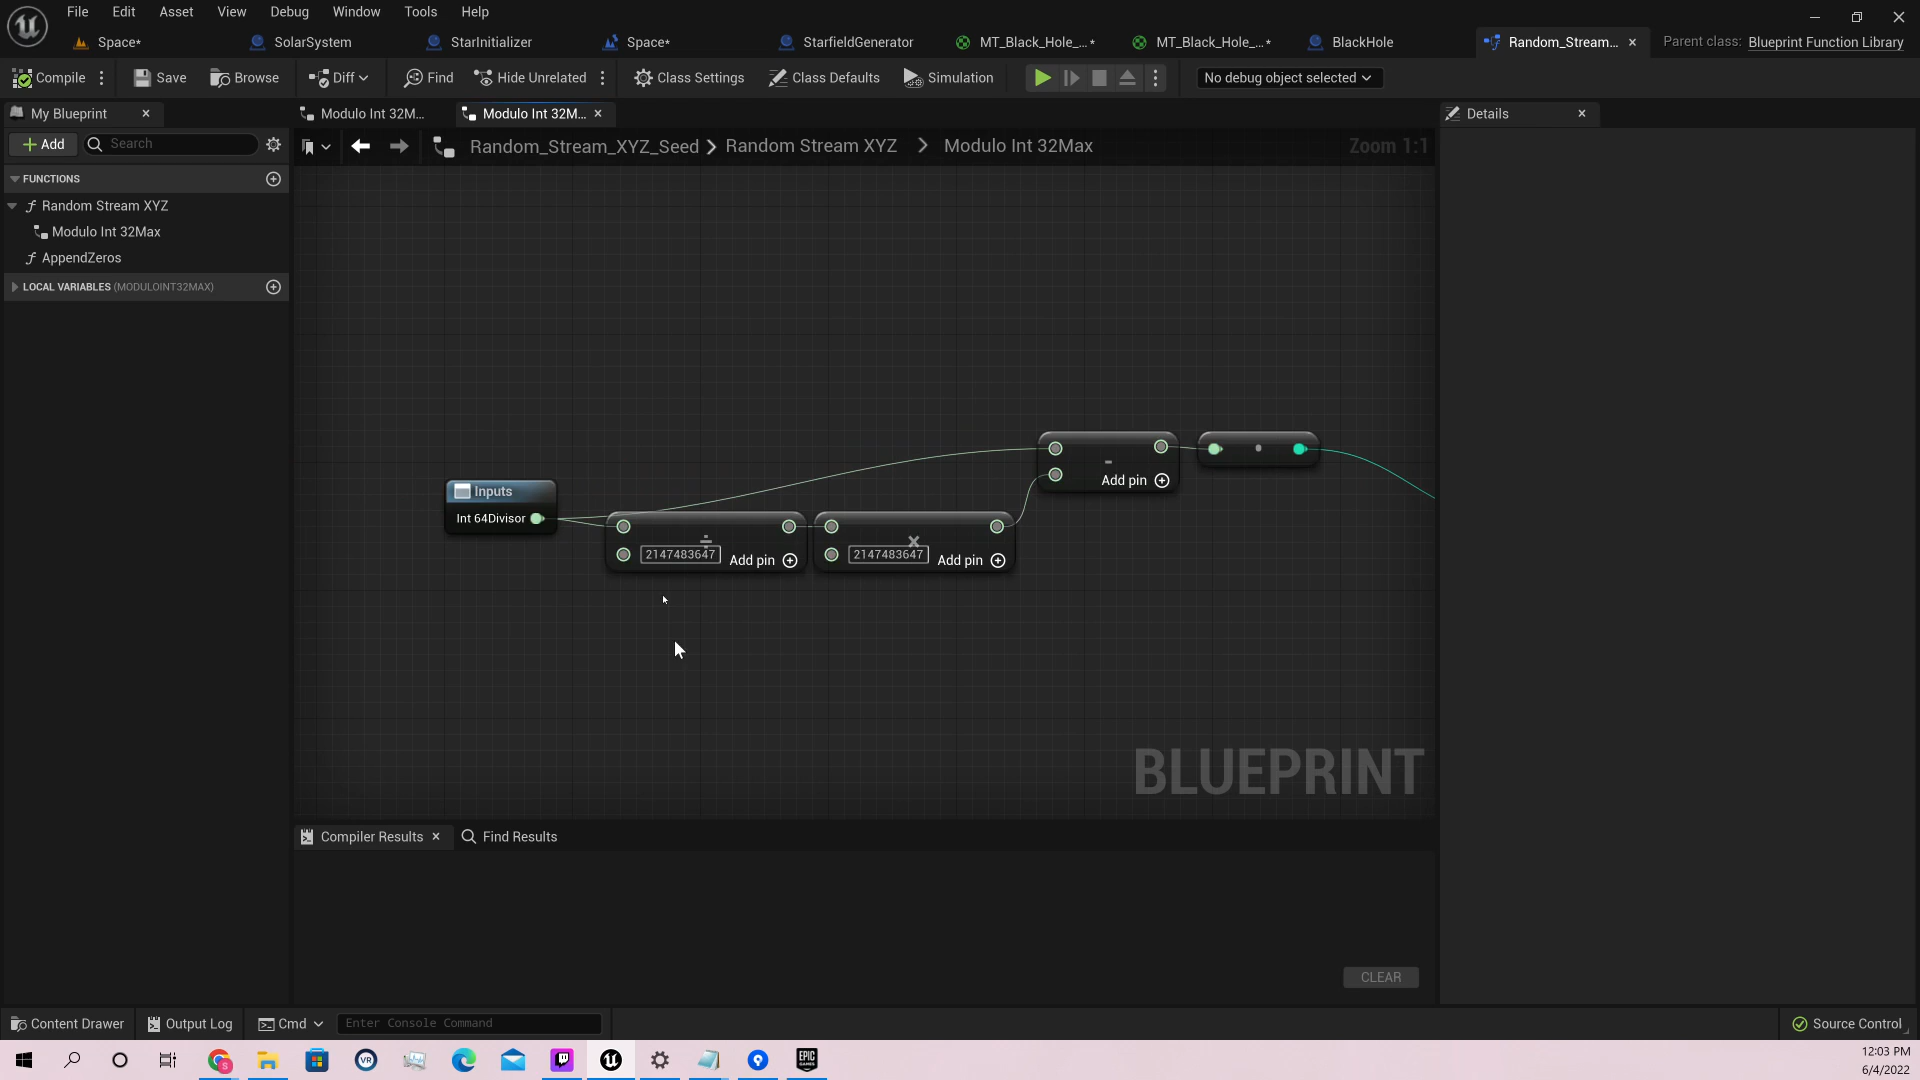 File Edit Asset View Debug Window Tools Help
Space* SolarSystem StarInitializer Space* StarfieldGenerator MT_Black_Hole_...* MT_Black_Hole_...* BlackHole Random_Stream... Parent class: Blueprint Function Library
Compile Save Browse Diff Find Hide Unrelated Class Settings Class Defaults Simulation No debug object selected
My Blueprint Modulo Int 32M... Modulo Int 32M... Details
Add Search Random_Stream_XYZ_Seed Random Stream XYZ Modulo Int 32Max Zoom 1:1
FUNCTIONS
Random Stream XYZ
Modulo Int 32Max
AppendZeros
LOCAL VARIABLES (MODULOINT32MAX)
Inputs
Int 64Divisor
÷
2147483647 Add pin
×
2147483647 Add pin
-
Add pin
BLUEPRINT
Compiler Results Find Results
CLEAR
Content Drawer Output Log Cmd Enter Console Command Source Control
VR EPIC GAMES
12:03 PM
6/4/2022